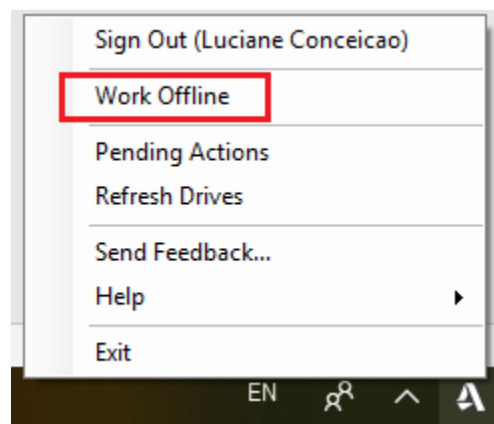 Sign Out (Luciane Conceicao)
Work Offline
Pending Actions
Refresh Drives
Send Feedback...
Help
Exit
EN